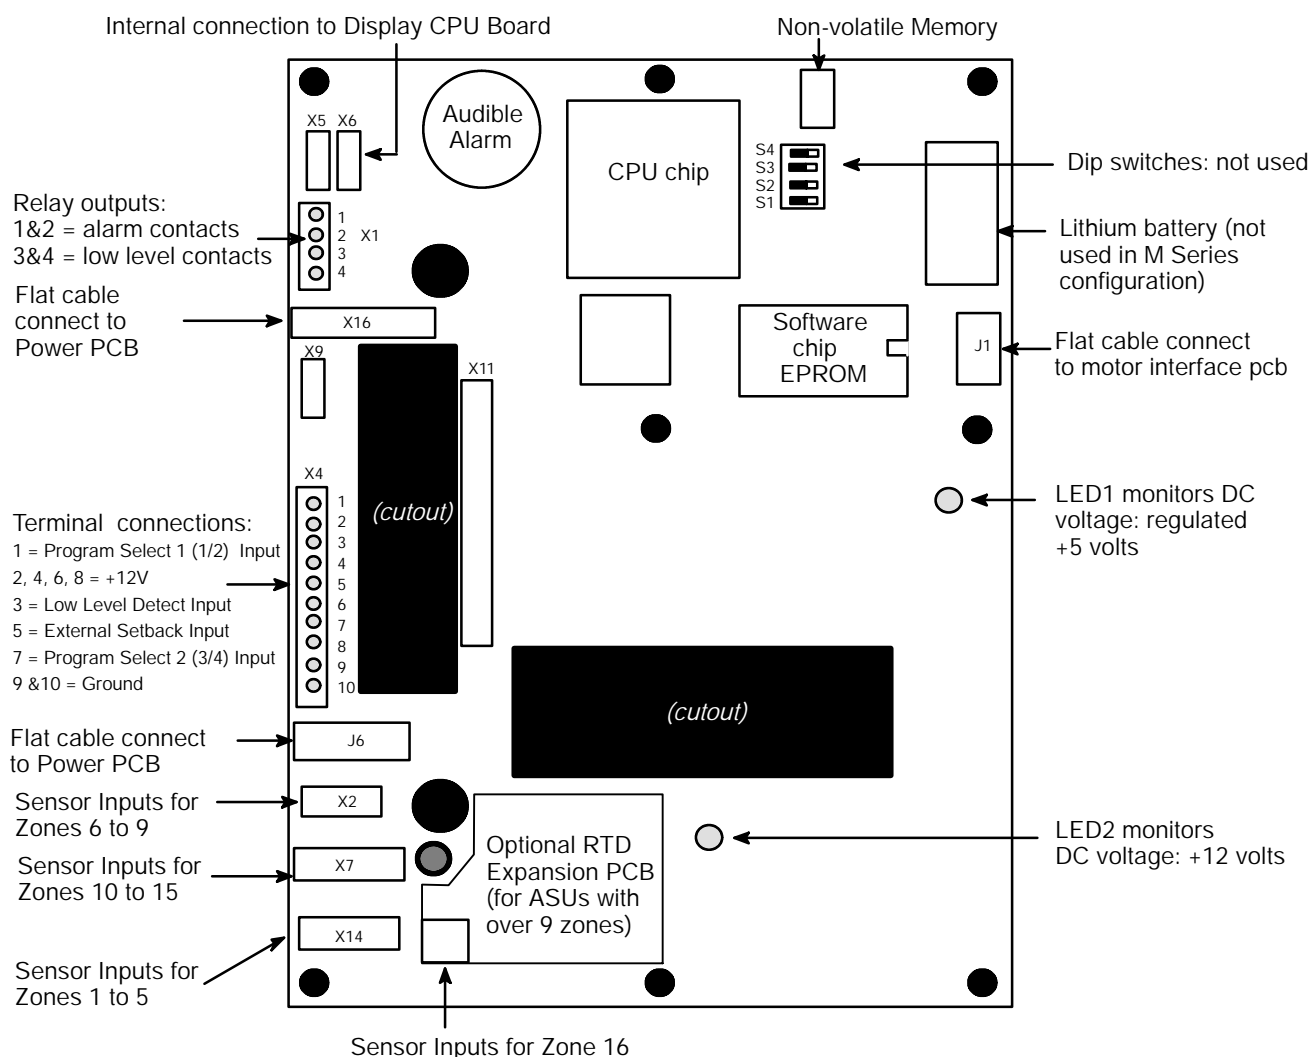 Internal connection to Display CPU Board
Non-volatile Memory
X5 X6
Audible
Alarm
CPU chip
S4
S3
S2
S1
Dip switches: not used
Relay outputs:
1&2 = alarm contacts
3&4 = low level contacts
1
2
3
4
X1
Lithium battery (not
used in M Series
configuration)
Flat cable
connect to
Power PCB
X16
X9
X11
Software
chip
EPROM
J1
Flat cable connect
to motor interface pcb
X4
1
2
3
4
5
6
7
8
9
10
(cutout)
LED1 monitors DC
voltage: regulated
+5 volts
Terminal connections:
1 = Program Select 1 (1/2) Input
2, 4, 6, 8 = +12V
3 = Low Level Detect Input
5 = External Setback Input
7 = Program Select 2 (3/4) Input
9 &10 = Ground
(cutout)
Flat cable connect
to Power PCB
J6
Sensor Inputs for
Zones 6 to 9
X2
LED2 monitors
DC voltage: +12 volts
Optional RTD
Expansion PCB
(for ASUs with
over 9 zones)
Sensor Inputs for
Zones 10 to 15
X7
X14
Sensor Inputs for
Zones 1 to 5
Sensor Inputs for Zone 16